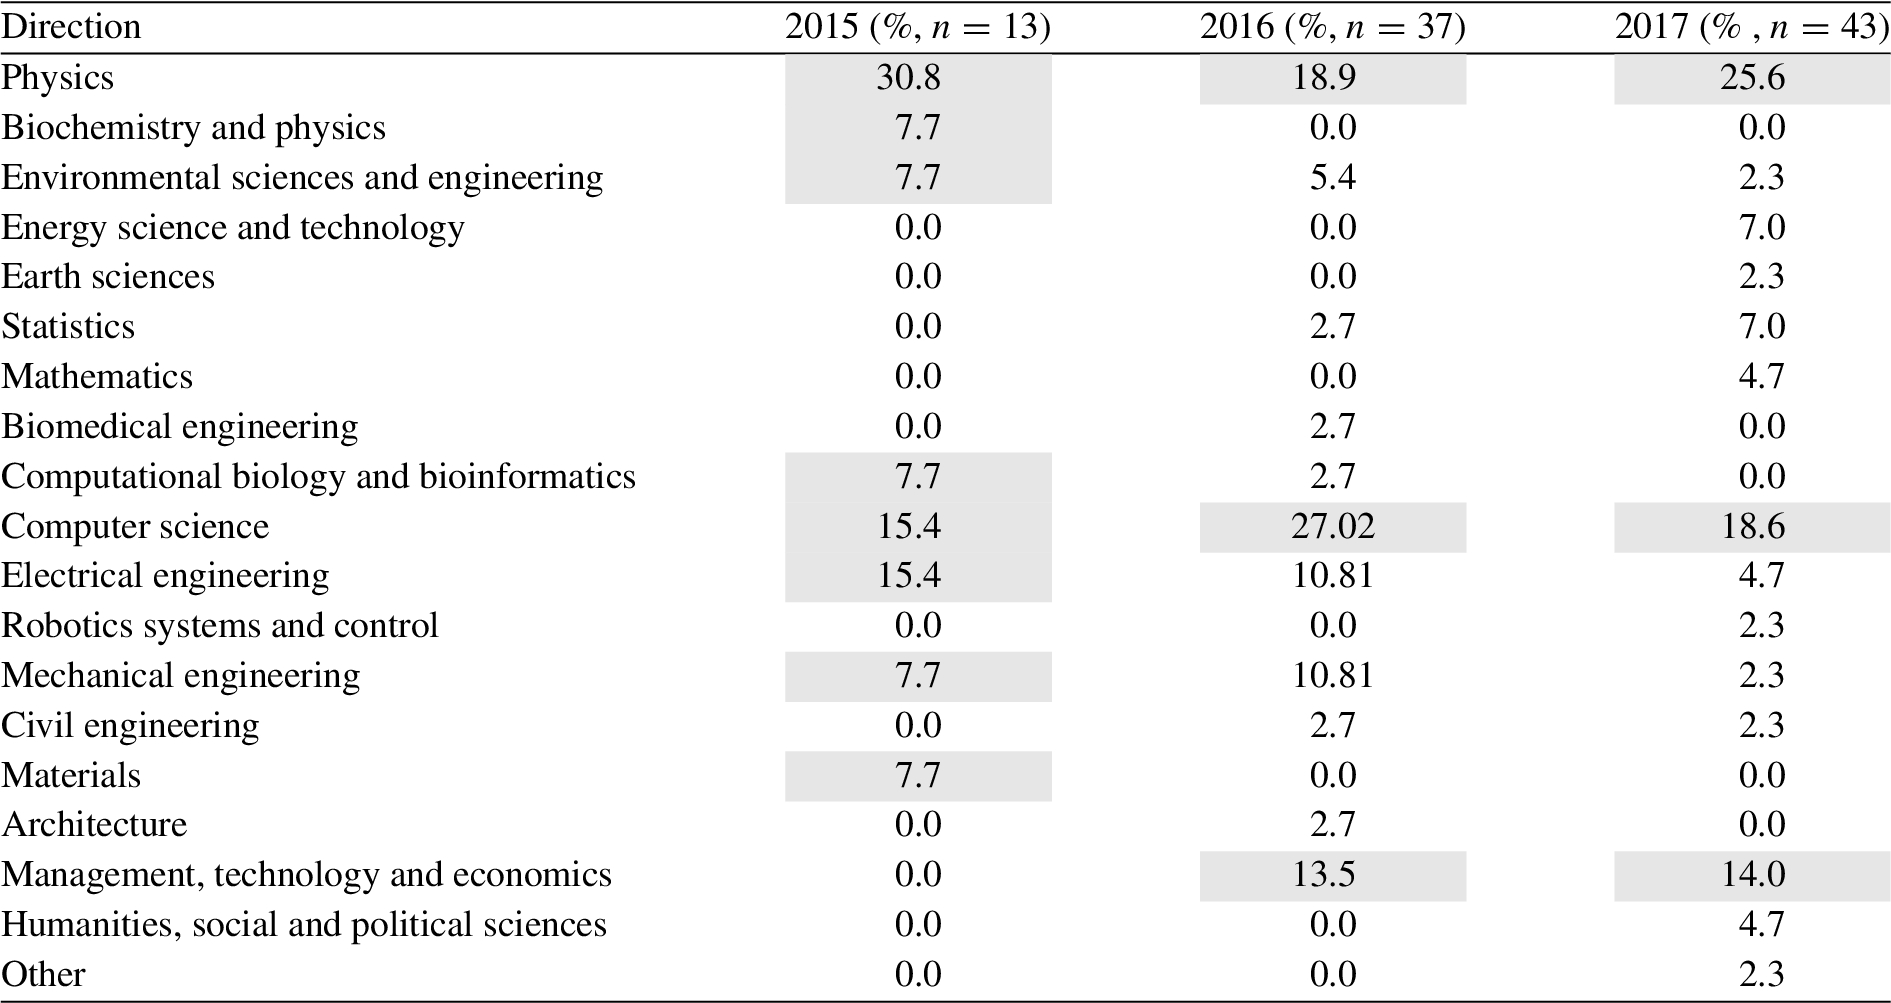 Direction 2015 (%, n = 13) 2016 (%, n = 37) 2017 (% , n = 43)
Physics 30.8 18.9 25.6
Biochemistry and physics 7.7 0.0 0.0
Environmental sciences and engineering 7.7 5.4 2.3
Energy science and technology 0.0 0.0 7.0
Earth sciences 0.0 0.0 2.3
Statistics 0.0 2.7 7.0
Mathematics 0.0 0.0 4.7
Biomedical engineering 0.0 2.7 0.0
Computational biology and bioinformatics 7.7 2.7 0.0
Computer science 15.4 27.02 18.6
Electrical engineering 15.4 10.81 4.7
Robotics systems and control 0.0 0.0 2.3
Mechanical engineering 7.7 10.81 2.3
Civil engineering 0.0 2.7 2.3
Materials 7.7 0.0 0.0
Architecture 0.0 2.7 0.0
Management, technology and economics 0.0 13.5 14.0
Humanities, social and political sciences 0.0 0.0 4.7
Other 0.0 0.0 2.3